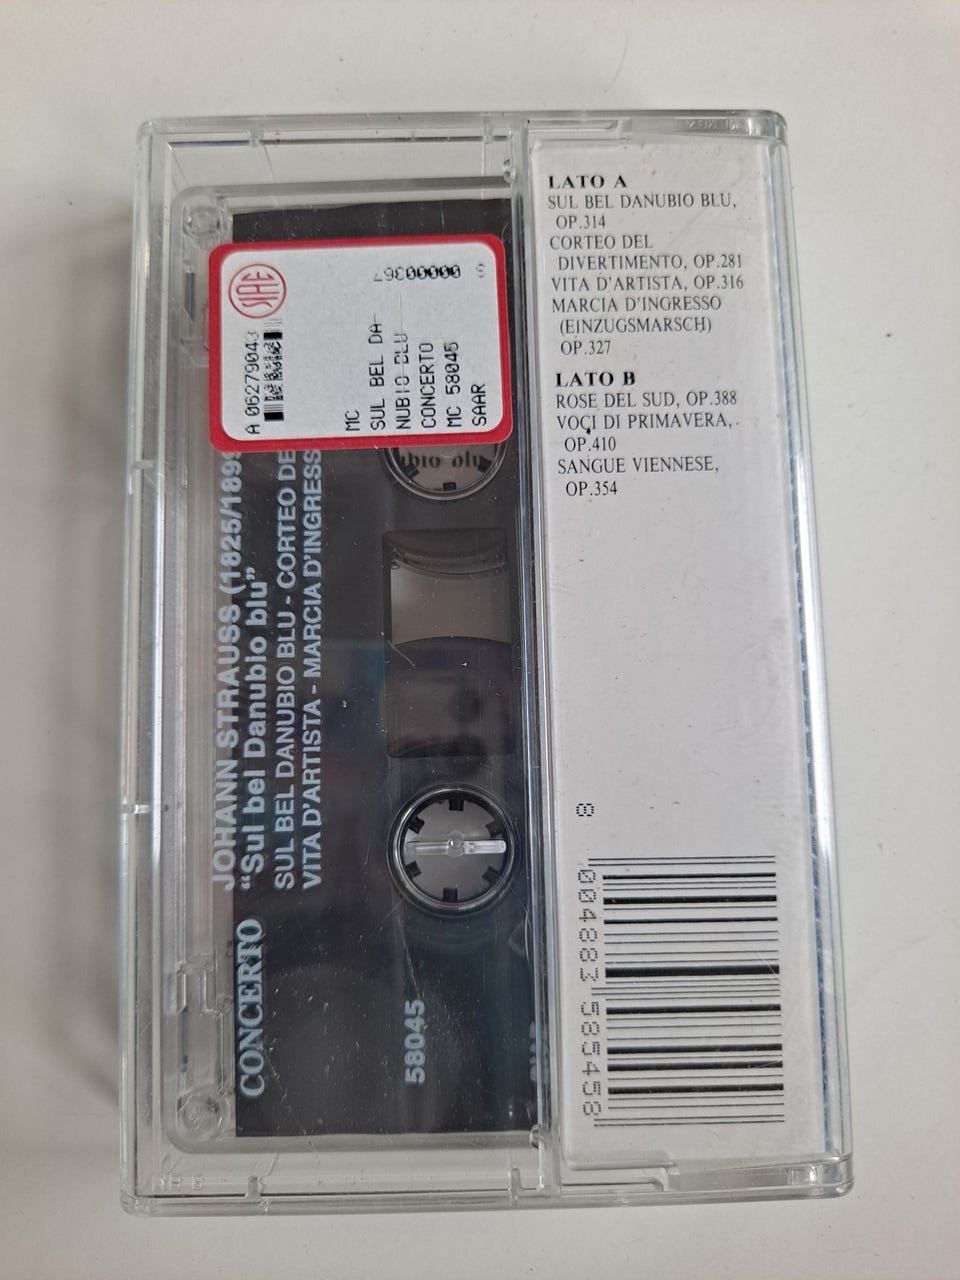 LATO A
SUL BEL DANUBIO BLU,
OP.314
CORTEO DEL
DIVERTIMENTO, OP.281
VITA D'ARTISTA, OP.316
MARCIA D'INGRESSO
(EINZUGSMARSCH)
OP.327
LATO B
ROSE DEL SUD, OP.388
VOCI DI PRIMAVERA,
OP.410
SANGUE VIENNESE,
OP.354
8
004883 585458
SIAE
A 06279043
00000367 S
MC
SUL BEL DA-
NUBIO BLU
CONCERTO
MC 58045
SAAR
JOHANN STRAUSS (1825/1899
“Sul bel Danubio blu”
SUL BEL DANUBIO BLU - CORTEO DE
VITA D'ARTISTA - MARCIA D'INGRESS
CONCERTO
58045